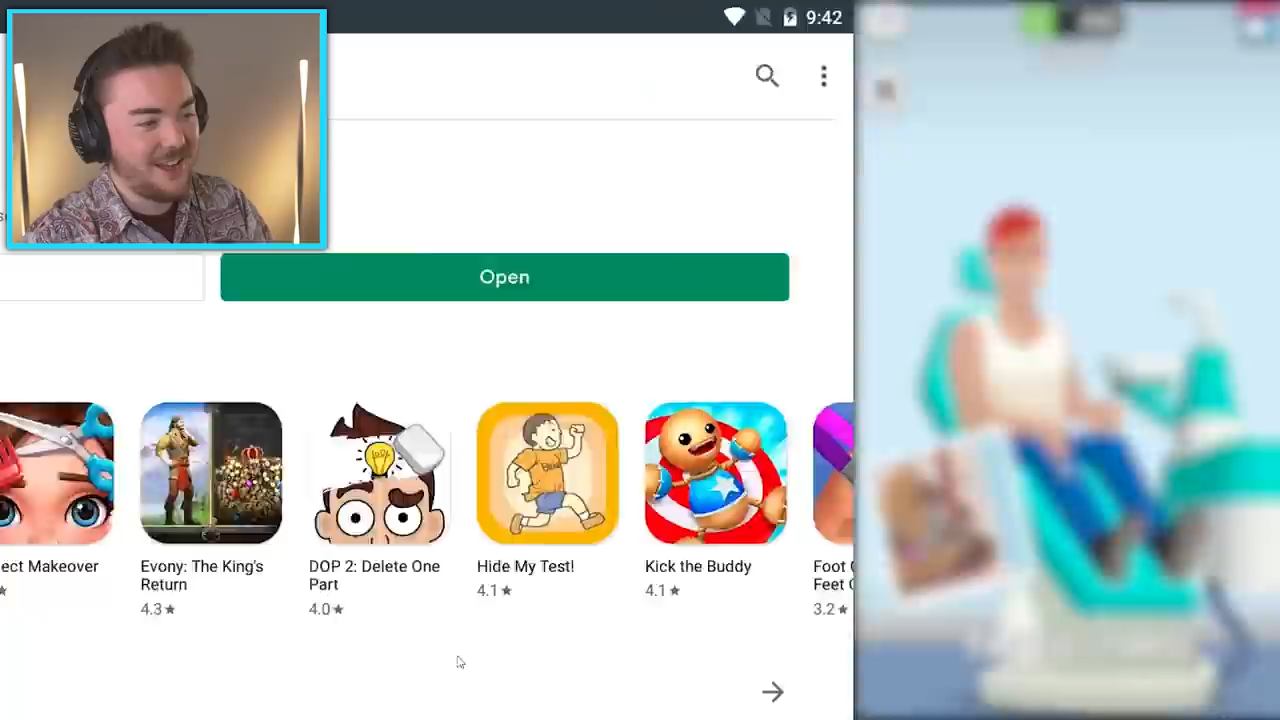 9:42
Open
ect Makeover
Evony: The King's
Return
4.3★
DOP 2: Delete One
Part
4.0★
Hide My Test!
4.1★
Kick the Buddy
4.1★
Foot
Feet
3.2★